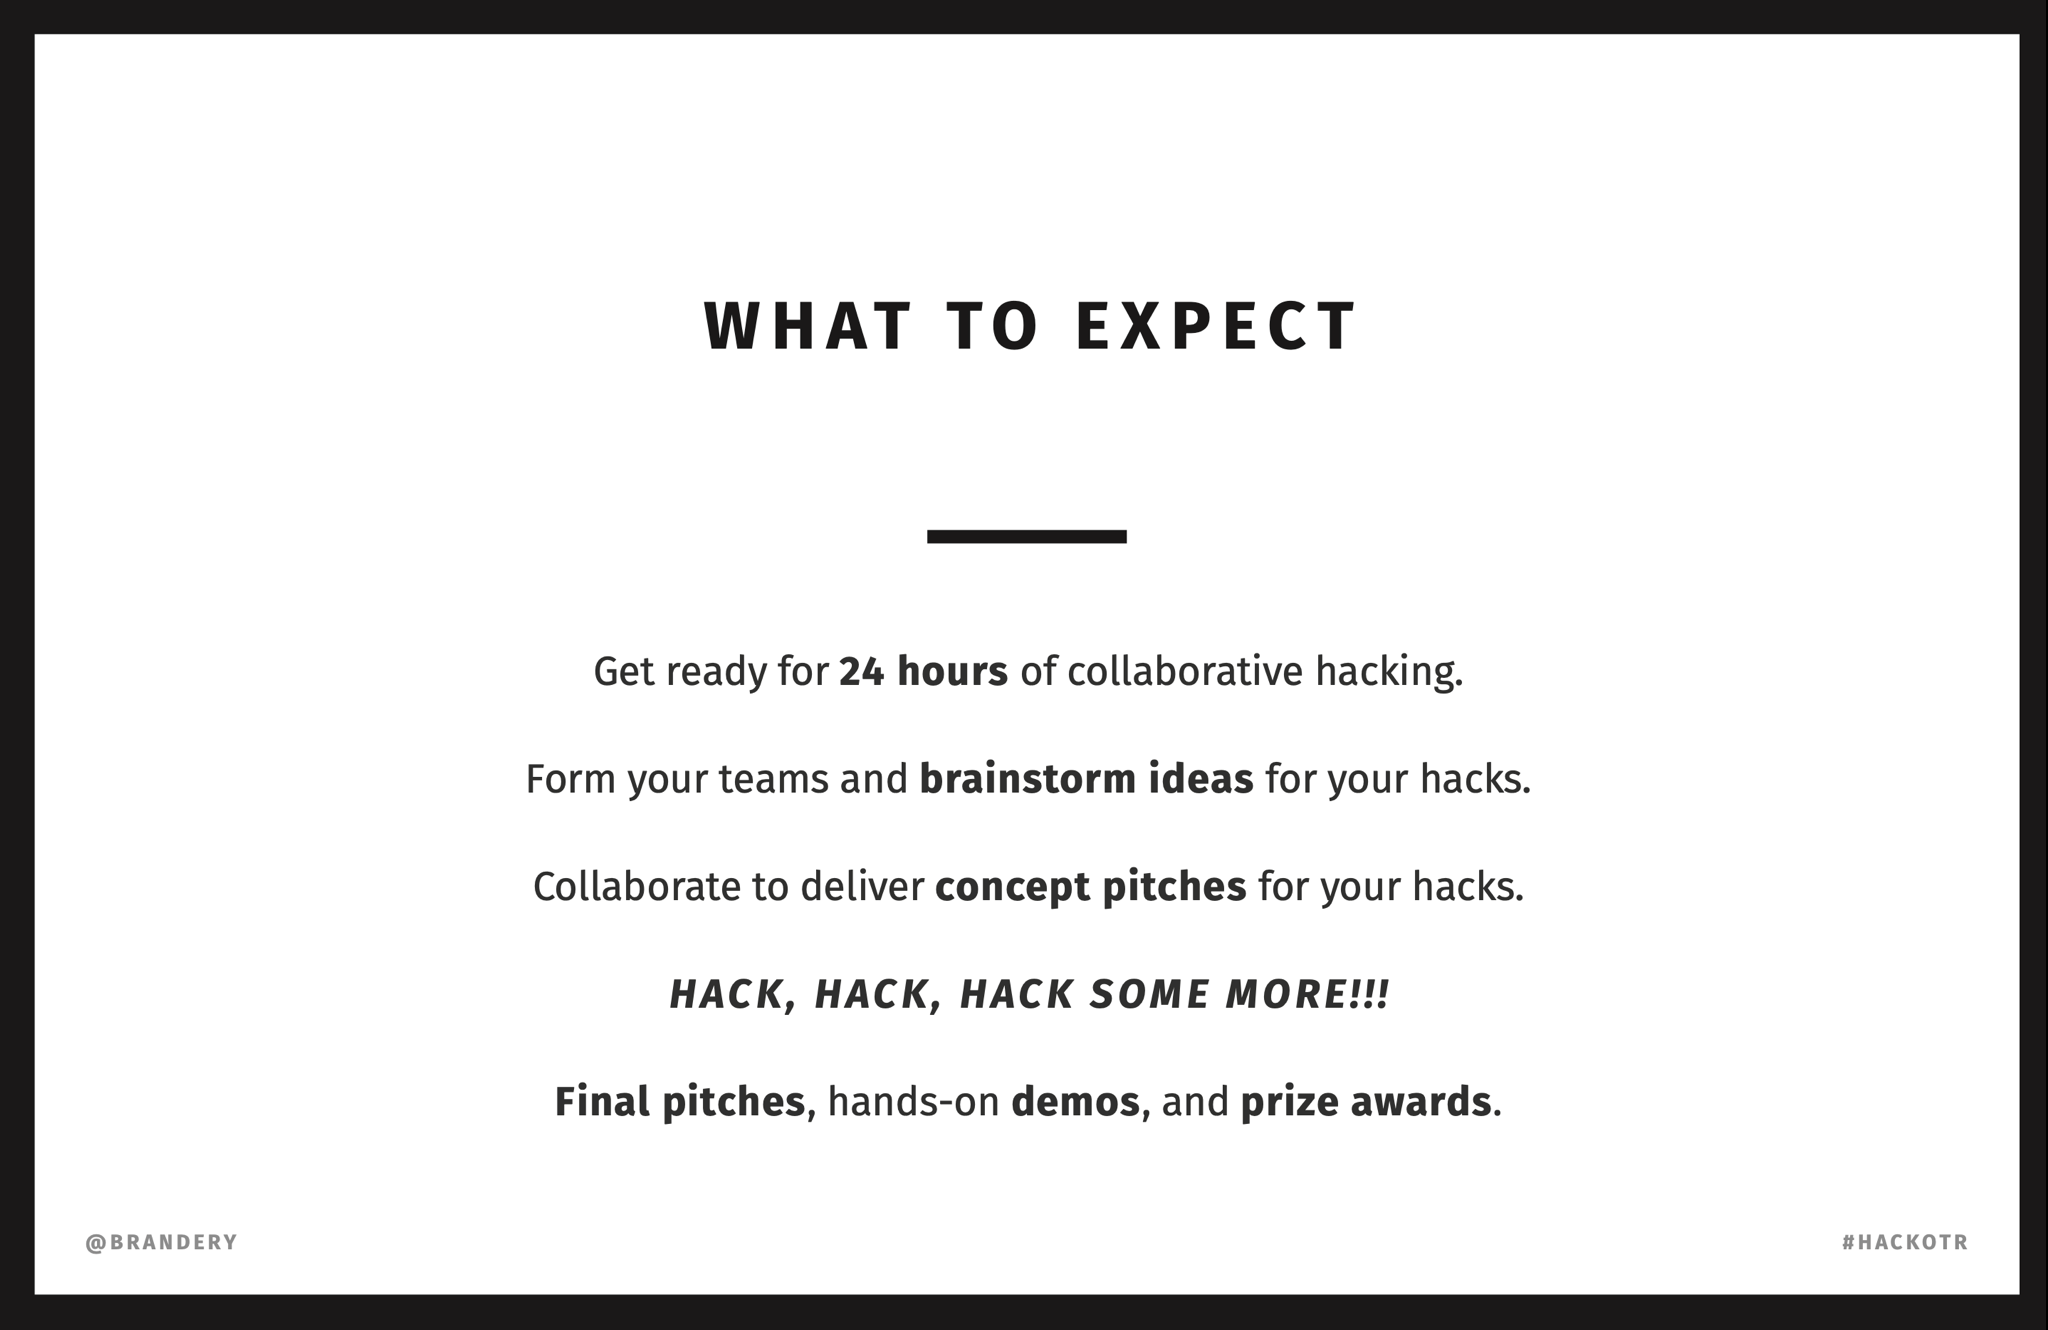 WHAT TO EXPECT
Get ready for 24 hours of collaborative hacking.
Form your teams and brainstorm ideas for your hacks.
Collaborate to deliver concept pitches for your hacks.
HACK, HACK, HACK SOME MORE!!!
Final pitches, hands-on demos, and prize awards.
@BRANDERY
#HACKOTR